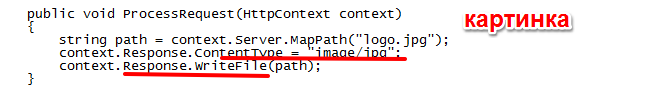 public void ProcessRequest(HttpContext context)
картинка
{
string path = context.Server.MapPath("logo.jpg");
context.Response.ContentType = "image/jpg";
context.Response.WriteFile(path);
}